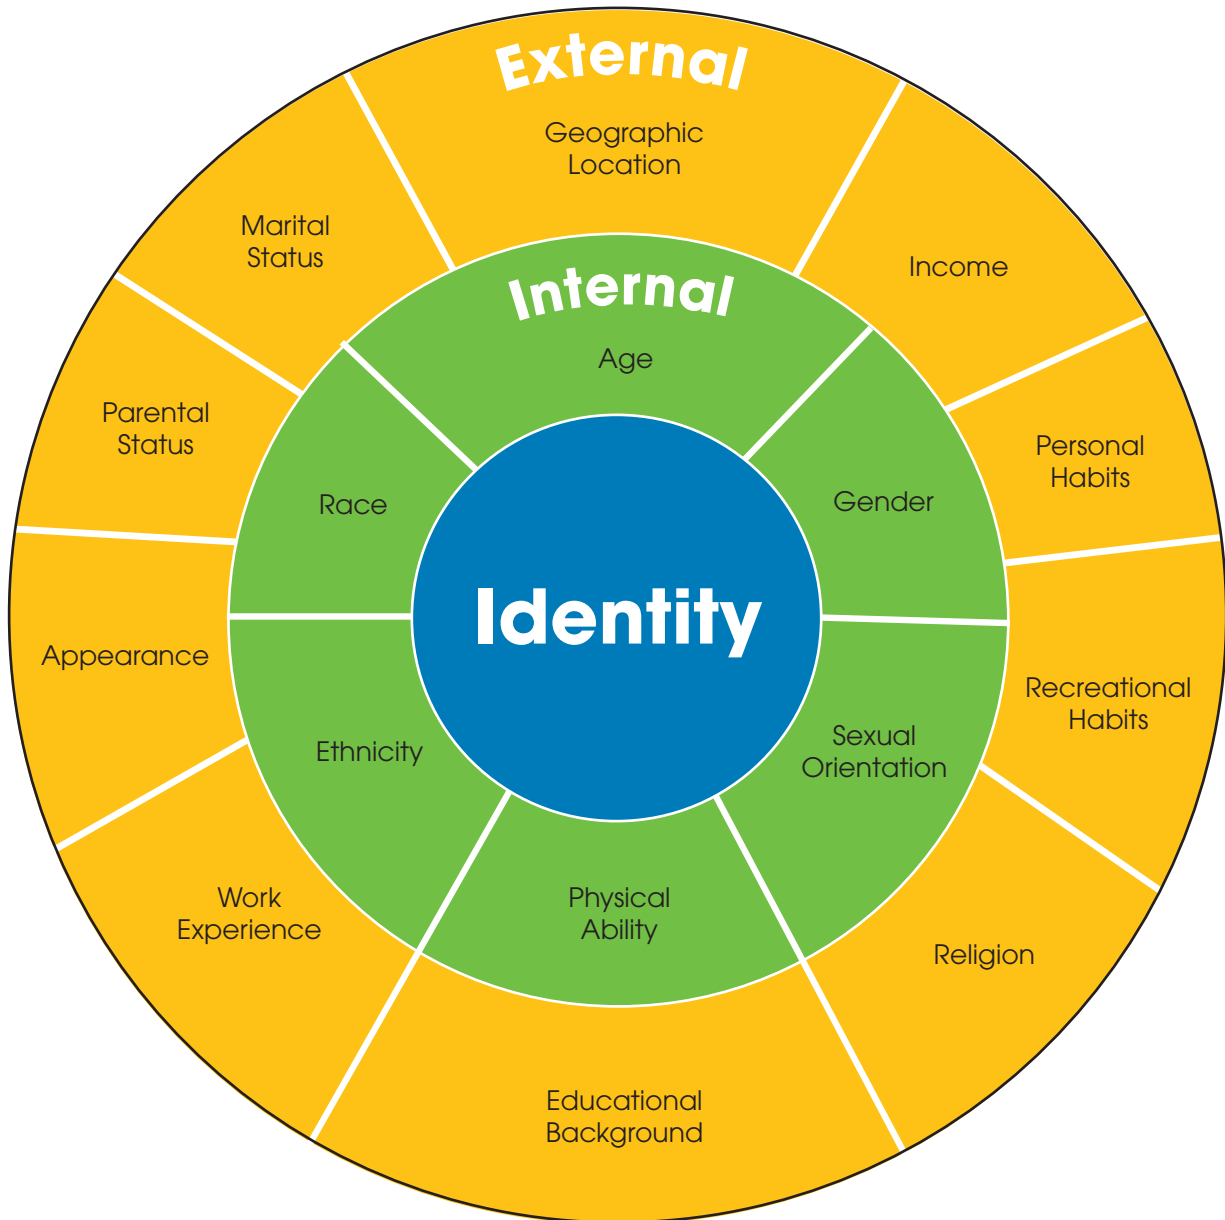 External
Geographic
Location
Income
Personal
Habits
Recreational
Habits
Religion
Educational
Background
Work
Experience
Appearance
Parental
Status
Marital
Status
Internal
Age
Gender
Sexual
Orientation
Physical
Ability
Ethnicity
Race
Identity